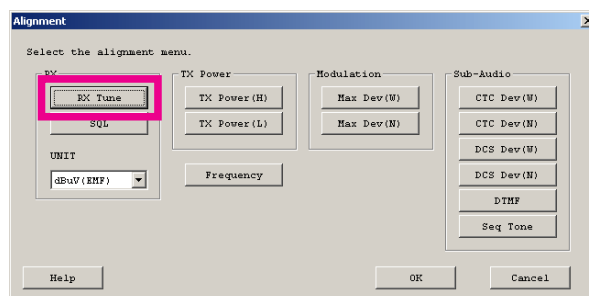 Alignment
Select the alignment menu.
RX
RX Tune
SQL
UNIT
dBuV(EMF)
TX Power
TX Power(H)
TX Power(L)
Frequency
Modulation
Max Dev(W)
Max Dev(N)
Sub-Audio
CTC Dev(W)
CTC Dev(N)
DCS Dev(W)
DCS Dev(N)
DTMF
Seq Tone
Help
OK
Cancel